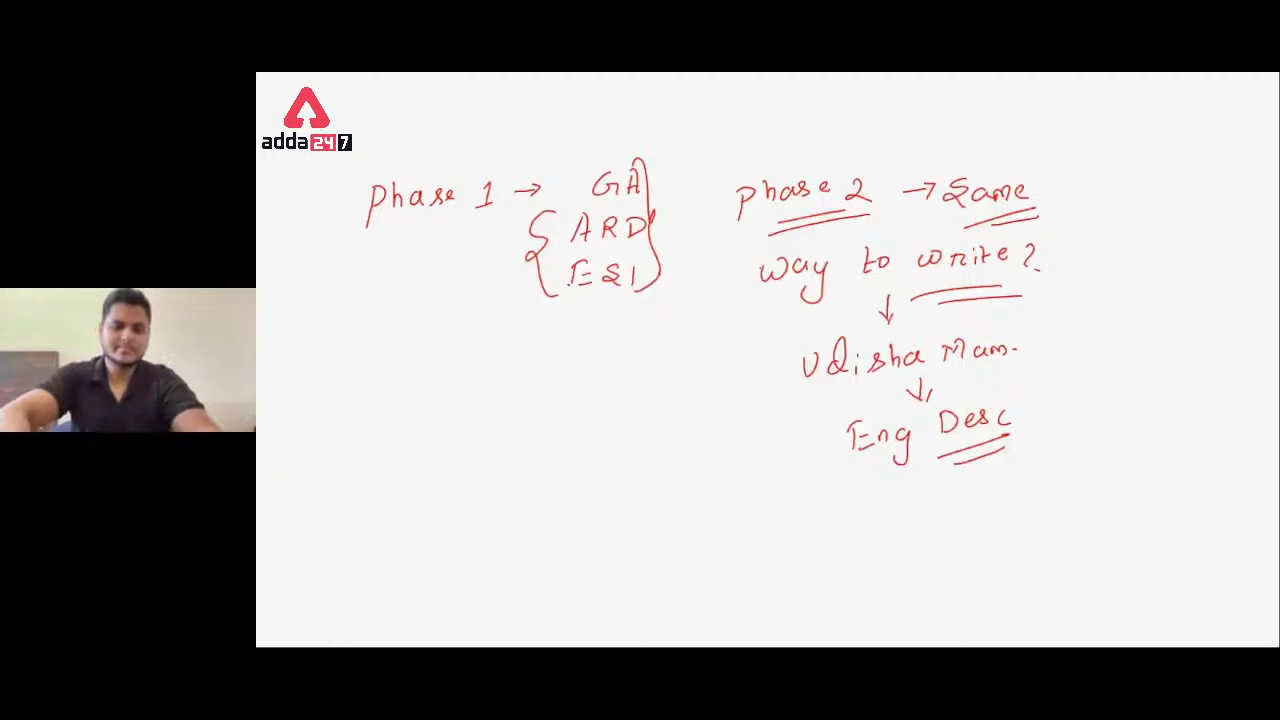 adda247
Phase 1 → GA
ARD
ESI
Phase 2 → Same
way to write?
↓
Udisha Mam.
↓
Eng Desc